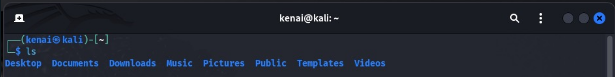 kenai@kali: ~
┌──(kenai㉿kali)-[~]
└─$ ls
Desktop  Documents  Downloads  Music  Pictures  Public  Templates  Videos